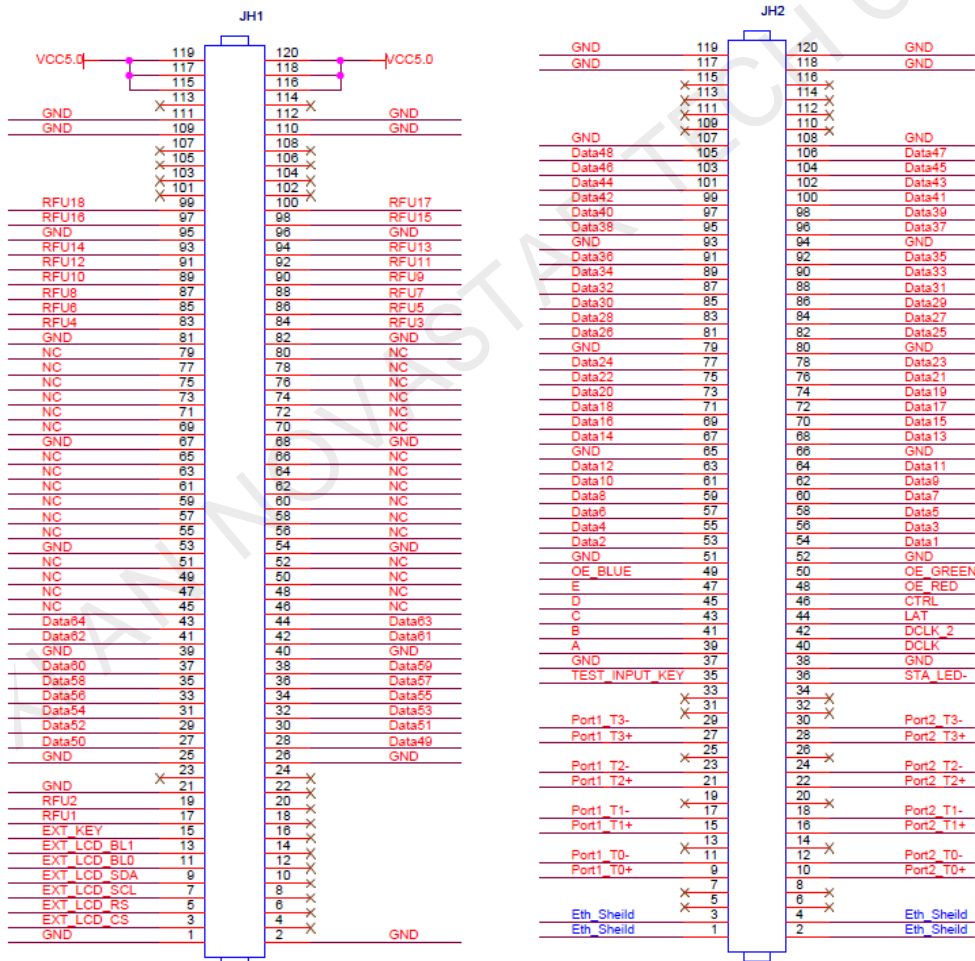 JH1
VCC5.0 119 120 VCC5.0
117 118
115 116
113 114
GND 111 112 GND
GND 109 110 GND
107 108
105 106
103 104
101 102
RFU18 99 100 RFU17
RFU16 97 98 RFU15
GND 95 96 GND
RFU14 93 94 RFU13
RFU12 91 92 RFU11
RFU10 89 90 RFU9
RFU8 87 88 RFU7
RFU6 85 86 RFU5
RFU4 83 84 RFU3
GND 81 82 GND
NC 79 80 NC
NC 77 78 NC
NC 75 76 NC
NC 73 74 NC
NC 71 72 NC
NC 69 70 NC
GND 67 68 GND
NC 65 66 NC
NC 63 64 NC
NC 61 62 NC
NC 59 60 NC
NC 57 58 NC
NC 55 56 NC
GND 53 54 GND
NC 51 52 NC
NC 49 50 NC
NC 47 48 NC
NC 45 46 NC
Data64 43 44 Data63
Data62 41 42 Data61
GND 39 40 GND
Data60 37 38 Data59
Data58 35 36 Data57
Data56 33 34 Data55
Data54 31 32 Data53
Data52 29 30 Data51
Data50 27 28 Data49
GND 25 26 GND
23 24
GND 21 22
RFU2 19 20
RFU1 17 18
EXT_KEY 15 16
EXT_LCD_BL1 13 14
EXT_LCD_BL0 11 12
EXT_LCD_SDA 9 10
EXT_LCD_SCL 7 8
EXT_LCD_RS 5 6
EXT_LCD_CS 3 4
GND 1 2 GND
JH2
GND 119 120 GND
GND 117 118 GND
115 116
113 114
111 112
109 110
GND 107 108 GND
Data48 105 106 Data47
Data46 103 104 Data45
Data44 101 102 Data43
Data42 99 100 Data41
Data40 97 98 Data39
Data38 95 96 Data37
GND 93 94 GND
Data36 91 92 Data35
Data34 89 90 Data33
Data32 87 88 Data31
Data30 85 86 Data29
Data28 83 84 Data27
Data26 81 82 Data25
GND 79 80 GND
Data24 77 78 Data23
Data22 75 76 Data21
Data20 73 74 Data19
Data18 71 72 Data17
Data16 69 70 Data15
Data14 67 68 Data13
GND 65 66 GND
Data12 63 64 Data11
Data10 61 62 Data9
Data8 59 60 Data7
Data6 57 58 Data5
Data4 55 56 Data3
Data2 53 54 Data1
GND 51 52 GND
OE_BLUE 49 50 OE_GREEN
E 47 48 OE_RED
D 45 46 CTRL
C 43 44 LAT
B 41 42 DCLK_2
A 39 40 DCLK
GND 37 38 GND
TEST_INPUT_KEY 35 36 STA_LED-
33 34
31 32
Port1_T3- 29 30 Port2_T3-
Port1_T3+ 27 28 Port2_T3+
25 26
Port1_T2- 23 24 Port2_T2-
Port1_T2+ 21 22 Port2_T2+
19 20
Port1_T1- 17 18 Port2_T1-
Port1_T1+ 15 16 Port2_T1+
13 14
Port1_T0- 11 12 Port2_T0-
Port1_T0+ 9 10 Port2_T0+
7 8
5 6
Eth_Sheild 3 4 Eth_Sheild
Eth_Sheild 1 2 Eth_Sheild
XIAN NOVASTAR TECH